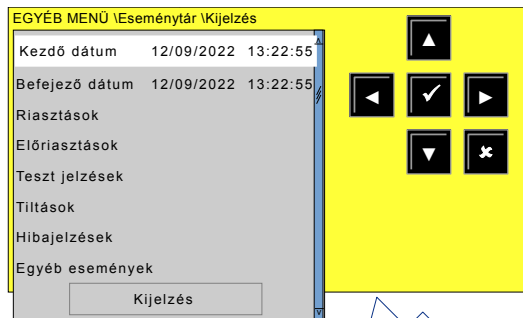 EGYÉB MENÜ \Eseménytár \Kijelzés
Kezdő dátum 12/09/2022 13:22:55
Befejező dátum 12/09/2022 13:22:55
Riasztások
Előriasztások
Teszt jelzések
Tiltások
Hibajelzések
Egyéb események
Kijelzés